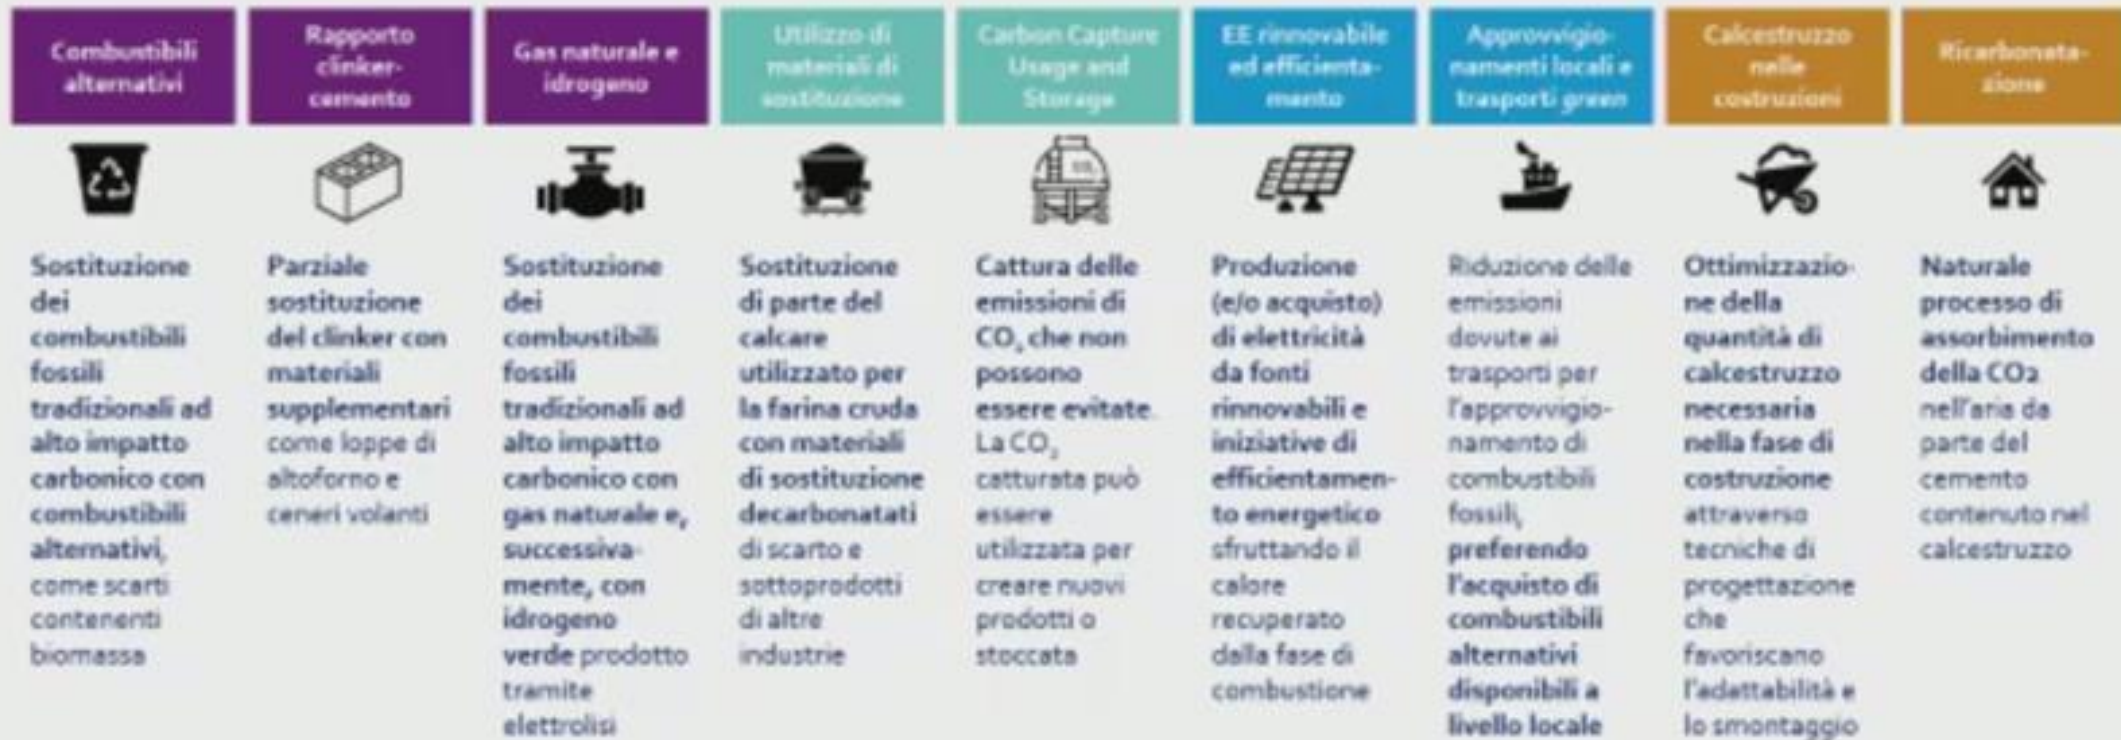 Combustibili
alternativi
Rapporto
clinker-
cemento
Gas naturale e
idrogeno
Utilizzo di
materiali di
sostituzione
Carbon Capture
Usage and
Storage
EE rinnovabile
ed efficienta-
mento
Approvvigio-
namenti locali e
trasporti green
Calcestruzzo
nelle
costruzioni
Ricarbonata-
zione
Sostituzione
dei
combustibili
fossili
tradizionali ad
alto impatto
carbonico con
combustibili
alternativi,
come scarti
contenenti
biomassa
Parziale
sostituzione
del clinker con
materiali
supplementari
come loppe di
altoforno e
ceneri volanti
Sostituzione
dei
combustibili
fossili
tradizionali ad
alto impatto
carbonico con
gas naturale e,
successiva-
mente, con
idrogeno
verde prodotto
tramite
elettrolisi
Sostituzione
di parte del
calcare
utilizzato per
la farina cruda
con materiali
di sostituzione
decarbonatati
di scarto e
sottoprodotti
di altre
industrie
CO₂
Cattura delle
emissioni di
CO₂ che non
possono
essere evitate.
La CO₂
catturata può
essere
utilizzata per
creare nuovi
prodotti o
stoccata
Produzione
(e/o acquisto)
di elettricità
da fonti
rinnovabili e
iniziative di
efficientamen-
to energetico
sfruttando il
calore
recuperato
dalla fase di
combustione
Riduzione delle
emissioni
dovute ai
trasporti per
l'approvvigio-
namento di
combustibili
fossili,
preferendo
l'acquisto di
combustibili
alternativi
disponibili a
livello locale
Ottimizzazio-
ne della
quantità di
calcestruzzo
necessaria
nella fase di
costruzione
attraverso
tecniche di
progettazione
che
favoriscano
l'adattabilità e
lo smontaggio
Naturale
processo di
assorbimento
della CO2
nell'aria da
parte del
cemento
contenuto nel
calcestruzzo